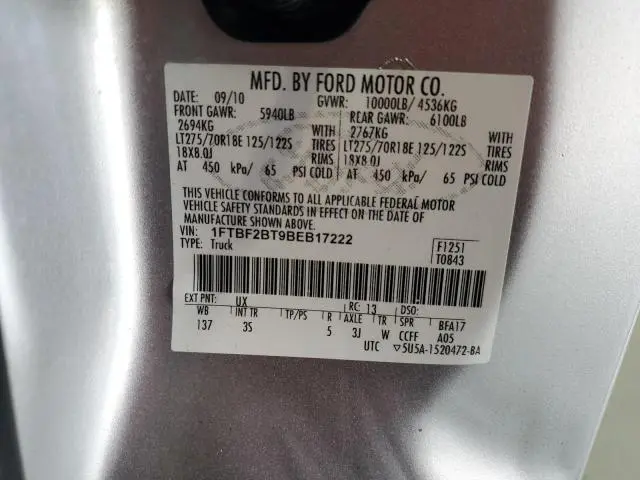 MFD. BY FORD MOTOR CO.
DATE: 09/10 GVWR: 10000LB/ 4536KG
FRONT GAWR: 5940LB REAR GAWR: 6100LB
2694KG WITH 2767KG WITH
LT275/70R18E 125/122S TIRES LT275/70R18E 125/122S TIRES
18X8.0J RIMS 18X8.0J RIMS
AT 450 kPa/ 65 PSI COLD AT 450 kPa/ 65 PSI COLD
THIS VEHICLE CONFORMS TO ALL APPLICABLE FEDERAL MOTOR
VEHICLE SAFETY STANDARDS IN EFFECT ON THE DATE OF
MANUFACTURE SHOWN ABOVE.
VIN: 1FTBF2BT9BEB17222
TYPE: Truck
F1251
T0843
EXT PNT: UX RC: 13 DSO:
WB INT TR TP/PS R AXLE TR SPR BFA17
137 3S 5 3J W CCFF A05
UTC ▽5U5A-1520472-BA